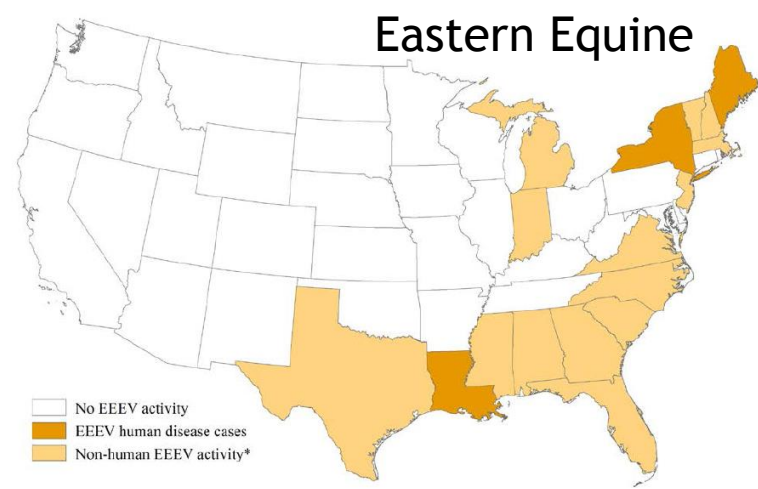 Eastern Equine
No EEEV activity
EEEV human disease cases
Non-human EEEV activity*